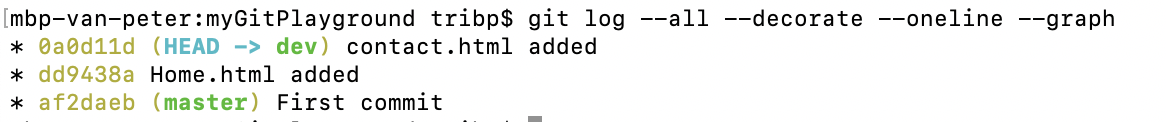 [mbp-van-peter:myGitPlayground tribp$ git log --all --decorate --oneline --graph
* 0a0d11d (HEAD -> dev) contact.html added
* dd9438a Home.html added
* af2daeb (master) First commit